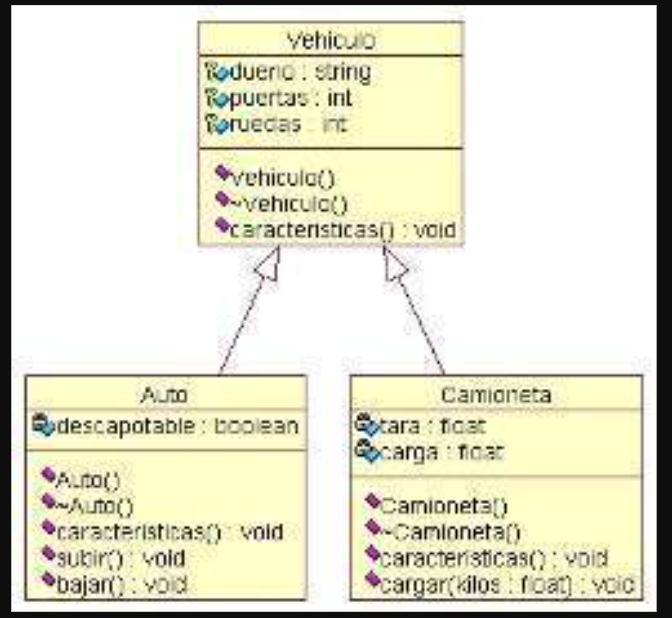 Vehiculo
dueno : string
puertas : int
ruedas : int
Vehiculo()
~Vehiculo()
caracteristicas() : void
Auto
descapotable : boolean
Auto()
~Auto()
caracteristicas() : void
subir() : void
bajar() : void
Camioneta
tara : float
carga : float
Camioneta()
~Camioneta()
caracteristicas() : void
cargar(kilos : float) : void